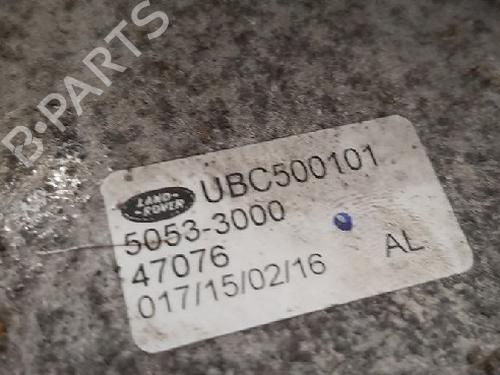 B-PARTS
LAND-
ROVER
UBC500101
5053-3000
47076
017/15/02/16
AL